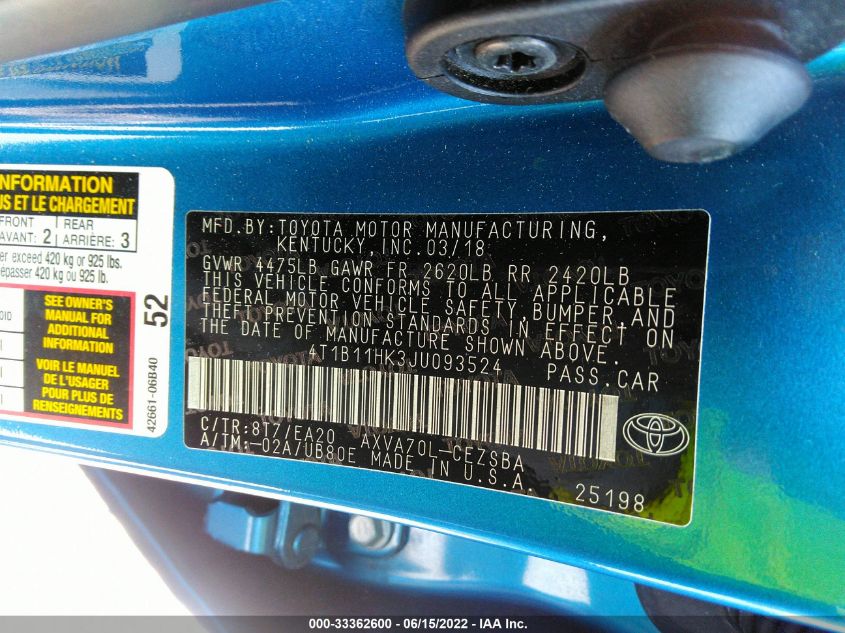 NFORMATION
US ET LE CHARGEMENT
FRONT
AVANT: 2
REAR
ARRIÈRE: 3
er exceed 420 kg or 925 lbs.
épasser 420 kg ou 925 lb.
SEE OWNER'S
MANUAL FOR
ADDITIONAL
INFORMATION
VOIR LE MANUEL
DE L'USAGER
POUR PLUS DE
RENSEIGNEMENTS
52
42661-06B40
MFD.BY:TOYOTA MOTOR MANUFACTURING,
KENTUCKY,INC.03/18
GVWR 4475LB GAWR FR 2620LB RR 2420LB
THIS VEHICLE CONFORMS TO ALL APPLICABLE
FEDERAL MOTOR VEHICLE SAFETY,BUMPER,AND
THEFT PREVENTION STANDARDS IN EFFECT ON
THE DATE OF MANUFACTURE SHOWN ABOVE.
4T1B11HK3JU093524 PASS.CAR
C/TR:8T7/EA20 AXVA70L-CEZSBA
A/TM:-02A/UB80E MADE IN U.S.A.
25198
000-33362600 - 06/15/2022 - IAA Inc.